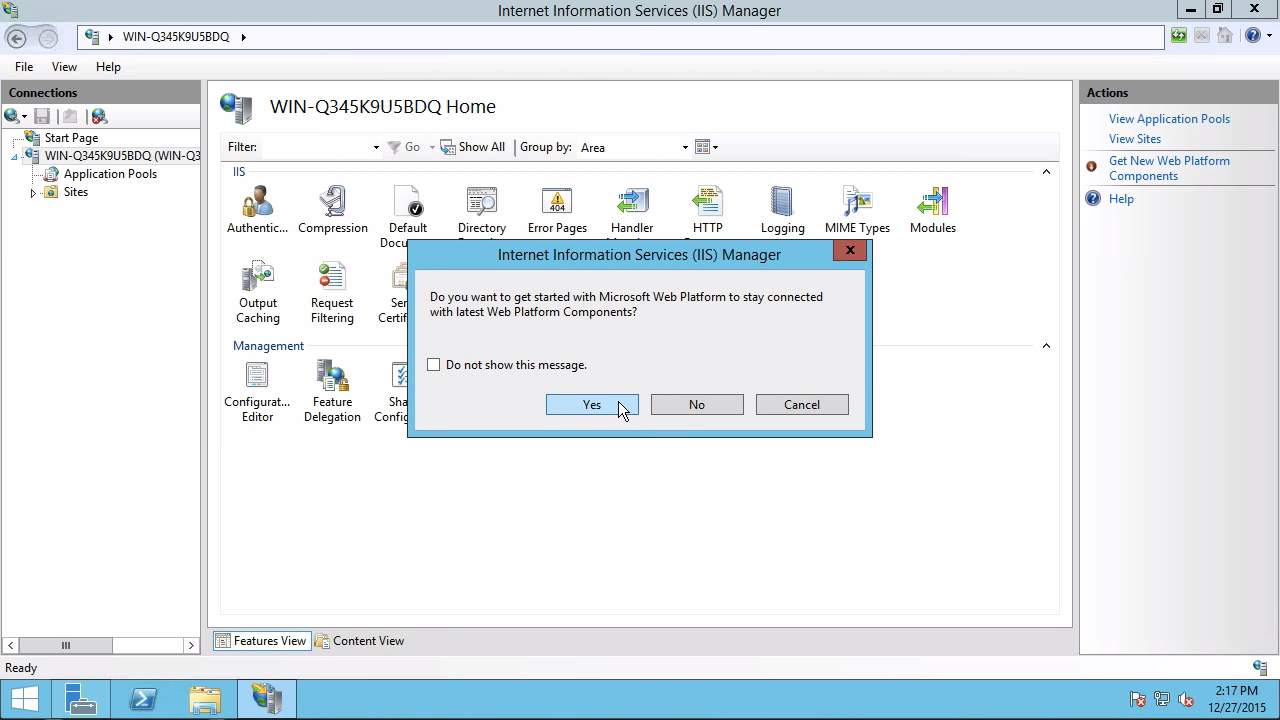 Internet Information Services (IIS) Manager
WIN-Q345K9U5BDQ
File View Help
Connections
Start Page
WIN-Q345K9U5BDQ (WIN-Q3
Application Pools
Sites
WIN-Q345K9U5BDQ Home
Filter: Go Show All Group by: Area
IIS
Authentic... Compression Default Directory Error Pages Handler HTTP Logging MIME Types Modules
Output Caching
Request Filtering
Management
Configurat... Editor
Feature Delegation
Internet Information Services (IIS) Manager
Do you want to get started with Microsoft Web Platform to stay connected
with latest Web Platform Components?
Do not show this message.
Yes No Cancel
Features View Content View
Actions
View Application Pools
View Sites
Get New Web Platform
Components
Help
Ready
2:17 PM
12/27/2015